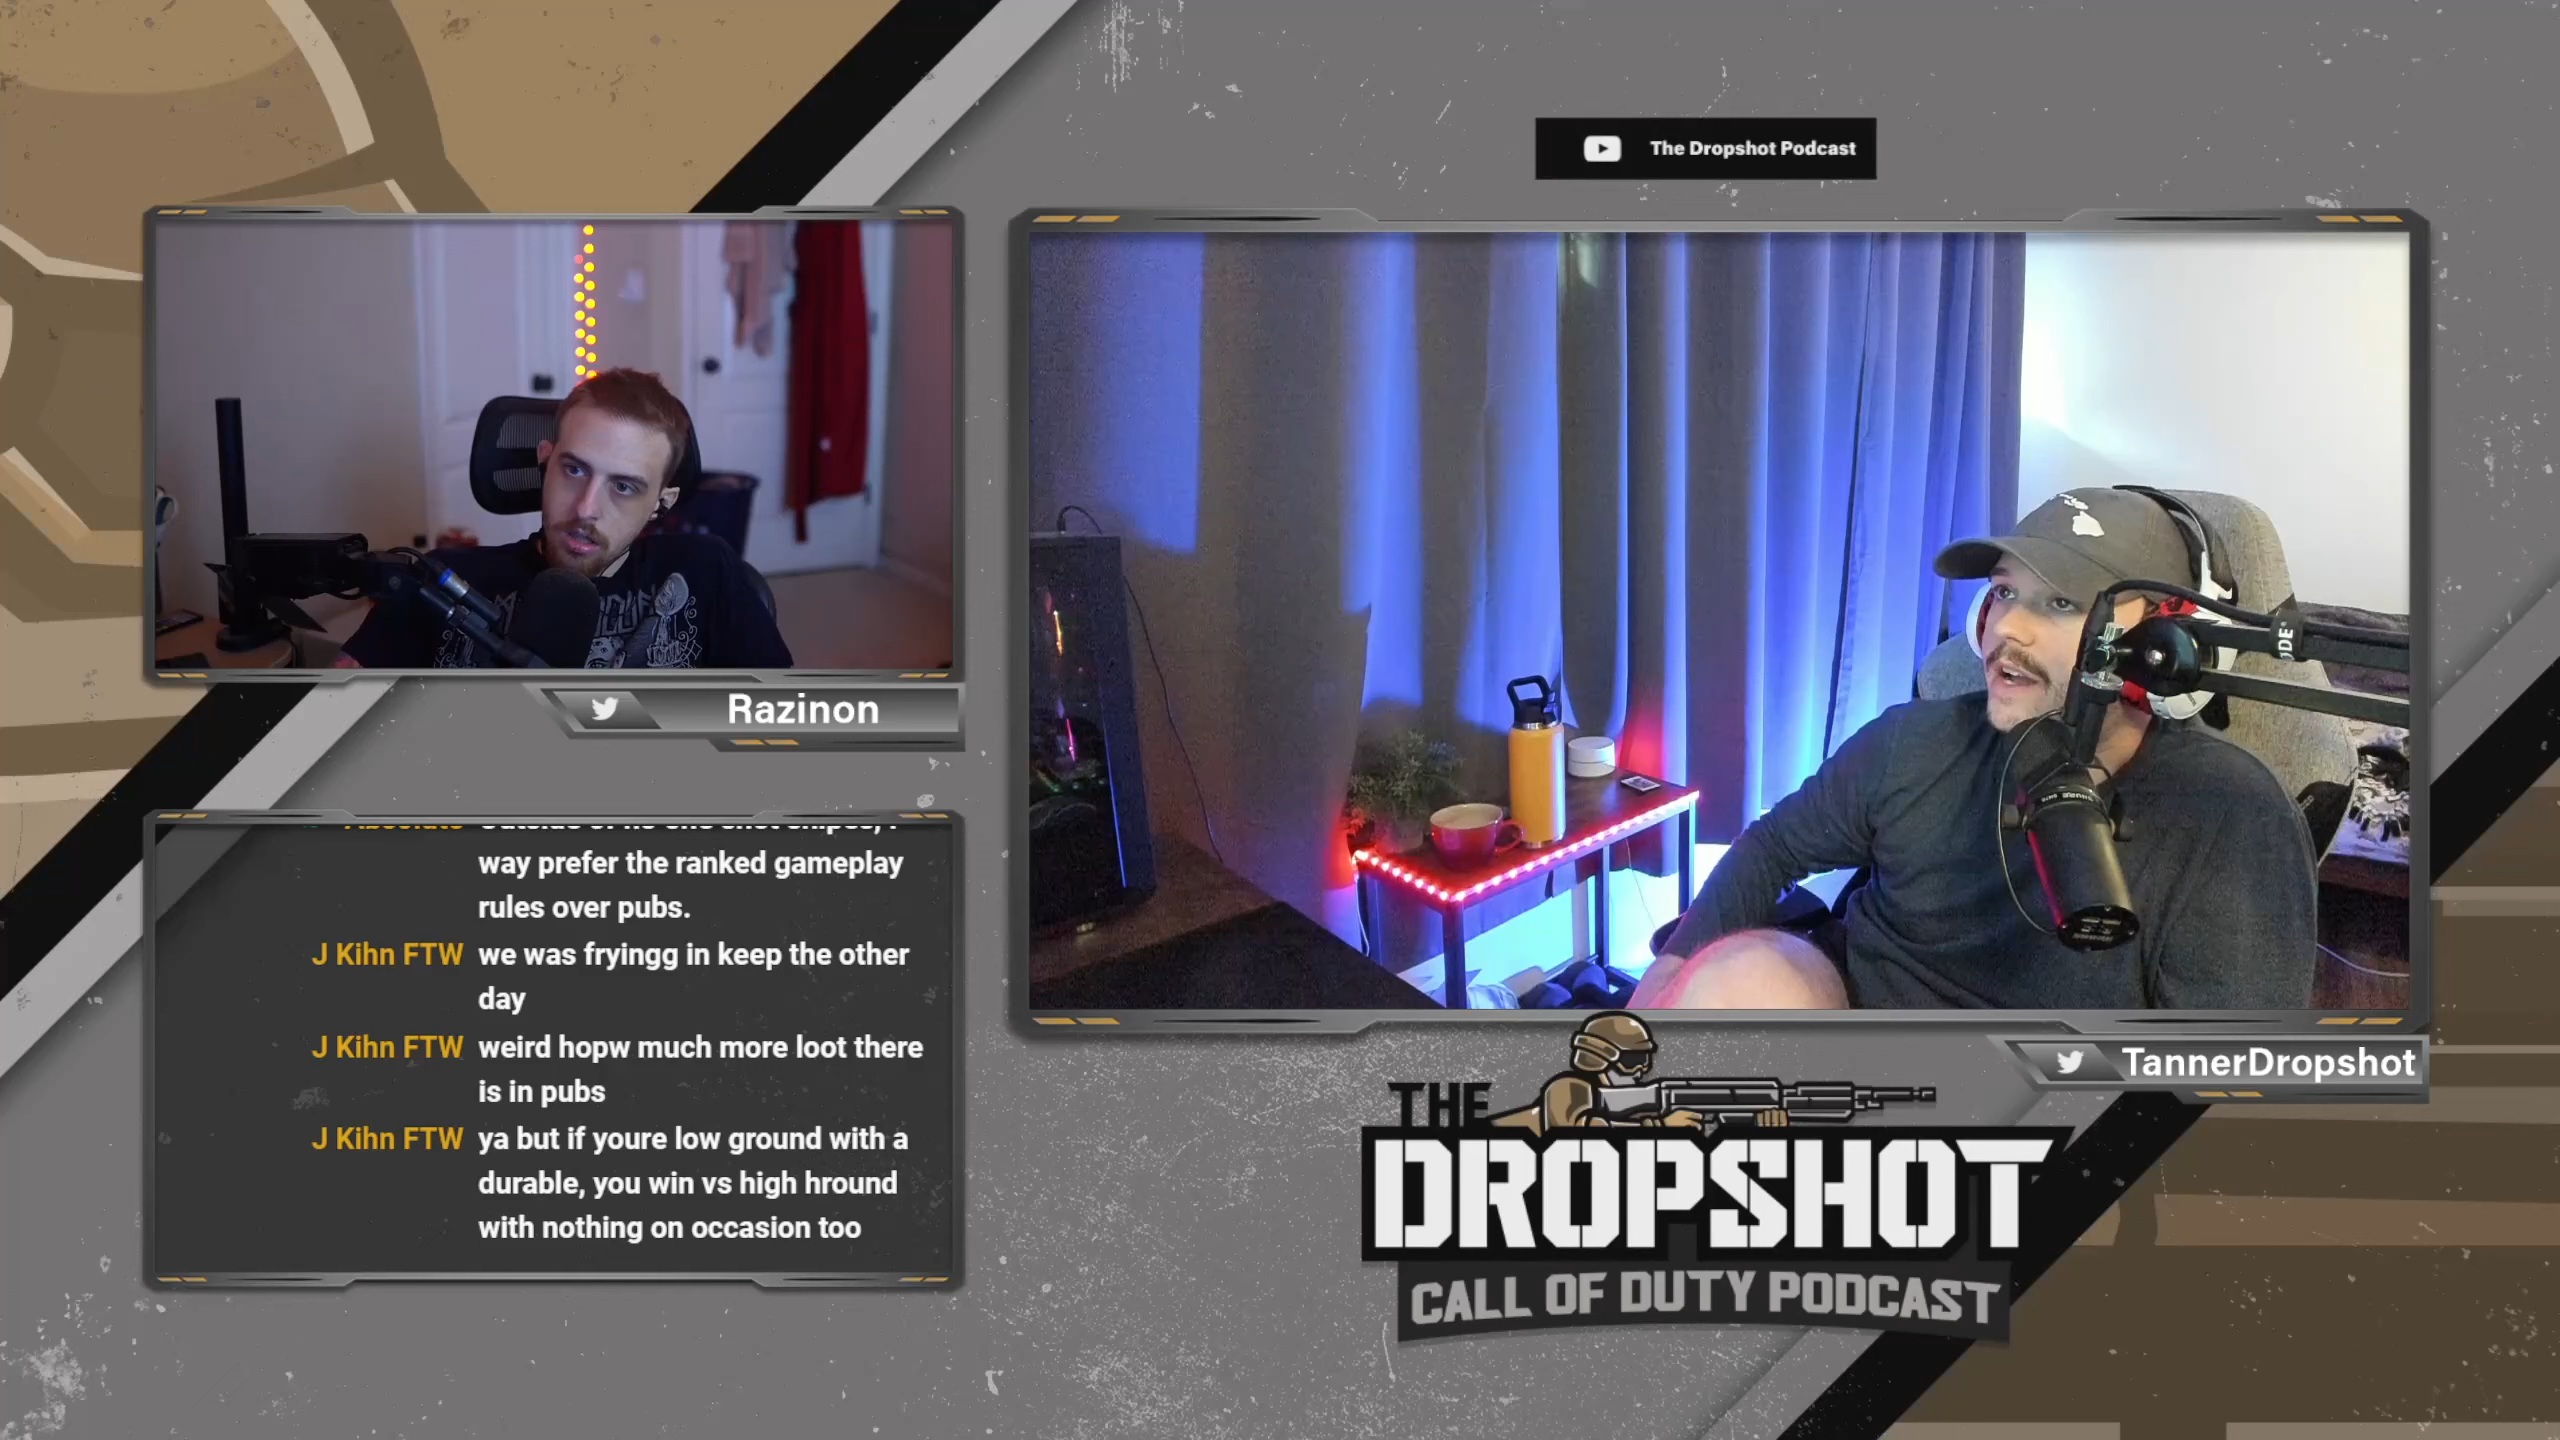 The Dropshot Podcast
Razinon
way prefer the ranked gameplay
rules over pubs.
J Kihn FTW we was fryingg in keep the other
day
J Kihn FTW weird hopw much more loot there
is in pubs
J Kihn FTW ya but if youre low ground with a
durable, you win vs high hround
with nothing on occasion too
TannerDropshot
THE
DROPSHOT
CALL OF DUTY PODCAST